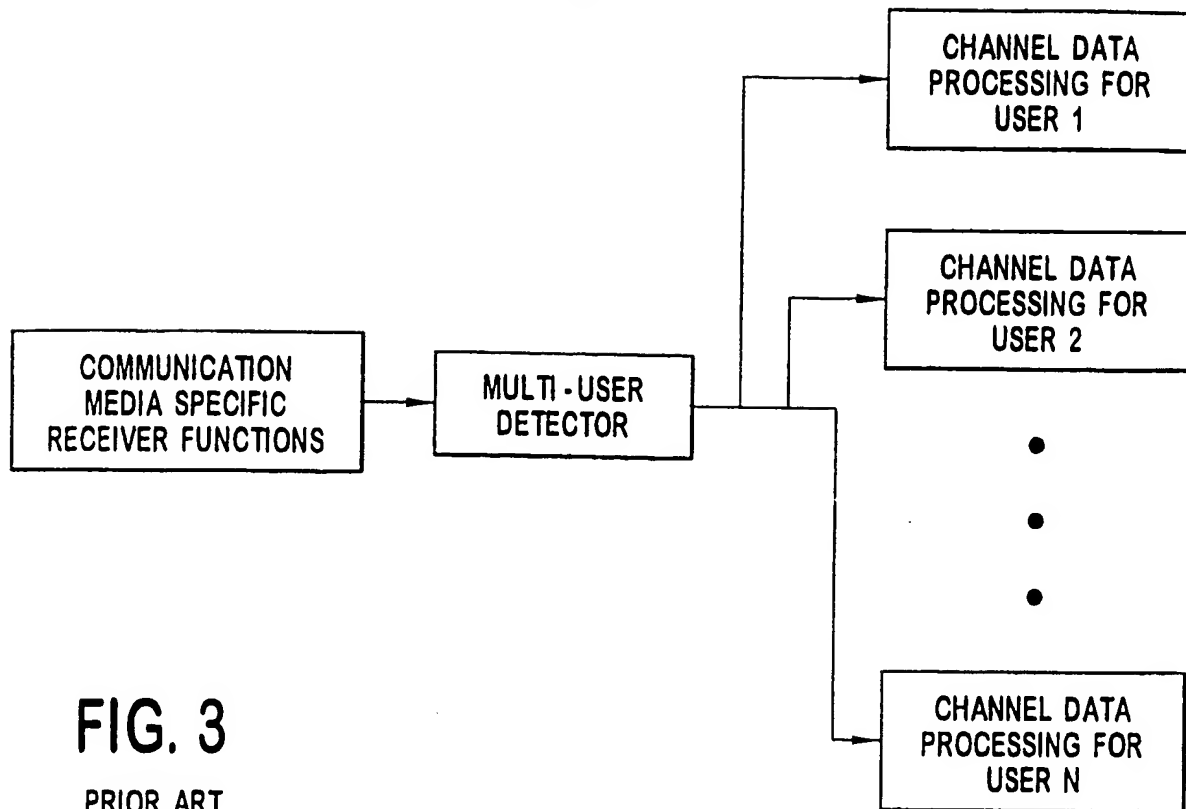 COMMUNICATION
MEDIA SPECIFIC
RECEIVER FUNCTIONS
MULTI-USER
DETECTOR
CHANNEL DATA
PROCESSING FOR
USER 1
CHANNEL DATA
PROCESSING FOR
USER 2
CHANNEL DATA
PROCESSING FOR
USER N
FIG. 3
PRIOR ART